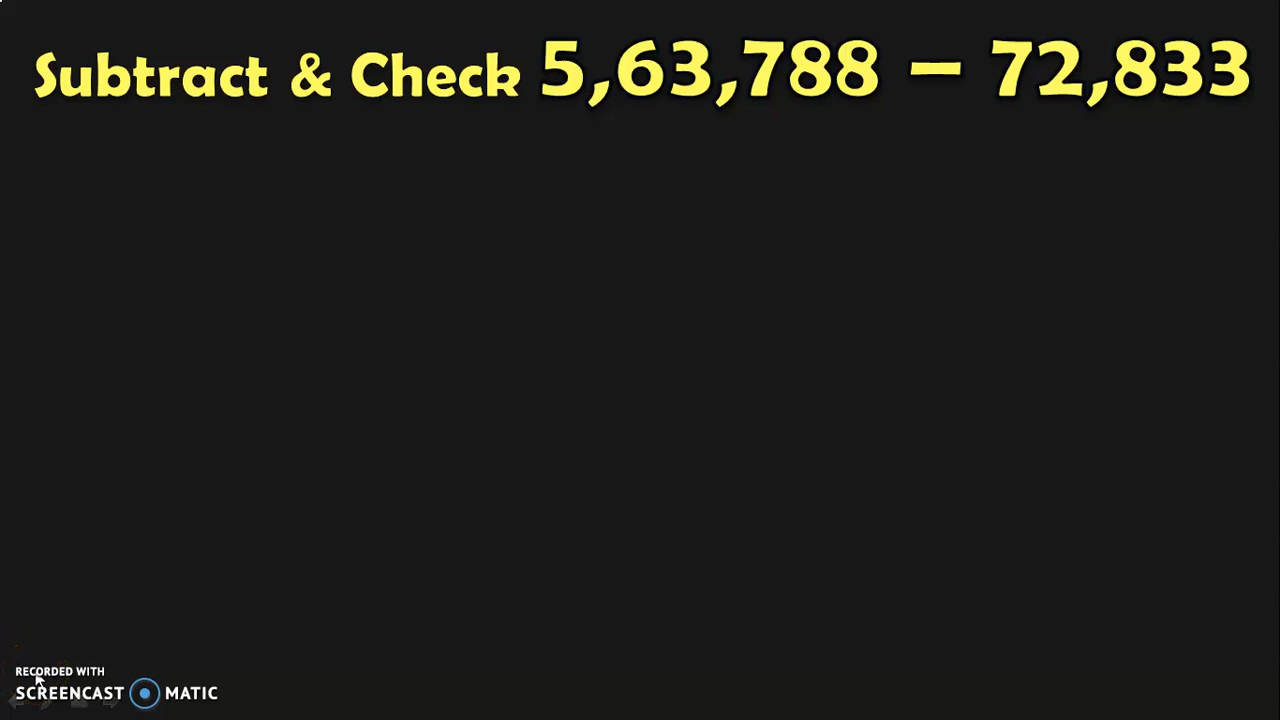 Subtract & Check 5,63,788 – 72,833
RECORDED WITH
SCREENCAST MATIC